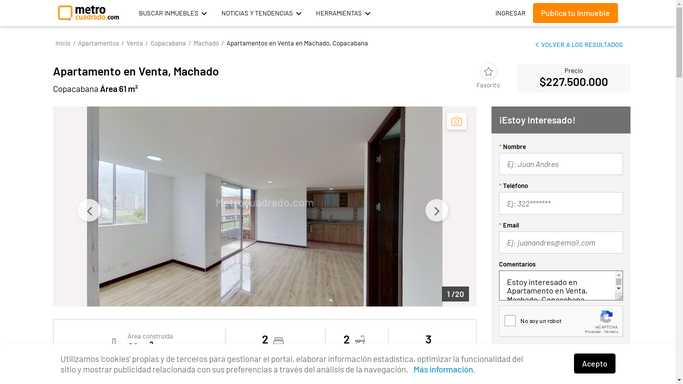 metro
cuadrado.com
BUSCAR INMUEBLES
NOTICIAS Y TENDENCIAS
HERRAMIENTAS
INGRESAR
Publica tu Inmueble
Inicio / Apartamentos / Venta / Copacabana / Machado / Apartamentos en Venta en Machado, Copacabana
VOLVER A LOS RESULTADOS
Apartamento en Venta, Machado
Copacabana Área 61 m²
Favorito
Precio
$227.500.000
Metrocuadrado.com
1 / 20
¡Estoy Interesado!
* Nombre
Ej: Juan Andres
* Teléfono
Ej: 322*******
* Email
Ej: juanandres@email.com
Comentarios
Estoy interesado en
Apartamento en Venta,
Machado, Copacabana
No soy un robot
reCAPTCHA
Privacidad - Términos
Área construida
2
2
3
Utilizamos 'cookies' propias y de terceros para gestionar el portal, elaborar información estadística, optimizar la funcionalidad del
sitio y mostrar publicidad relacionada con sus preferencias a través del análisis de la navegación. Más información.
Acepto